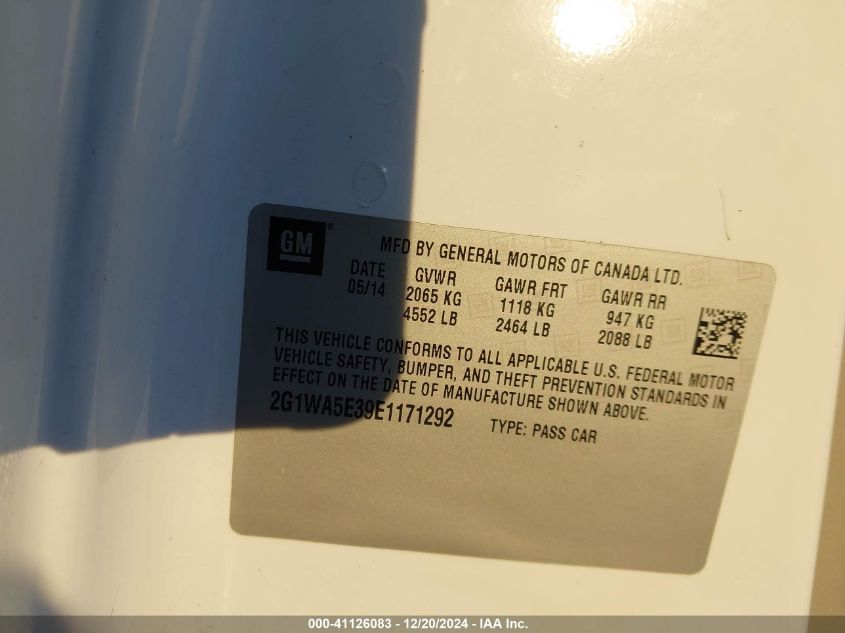 GM
MFD BY GENERAL MOTORS OF CANADA LTD.
DATE GVWR GAWR FRT GAWR RR
05/14 2065 KG 1118 KG 947 KG
4552 LB 2464 LB 2088 LB
THIS VEHICLE CONFORMS TO ALL APPLICABLE U.S. FEDERAL MOTOR
VEHICLE SAFETY, BUMPER, AND THEFT PREVENTION STANDARDS IN
EFFECT ON THE DATE OF MANUFACTURE SHOWN ABOVE.
2G1WA5E39E1171292 TYPE: PASS CAR
000-41126083 / 12/20/2024 - IAA Inc.